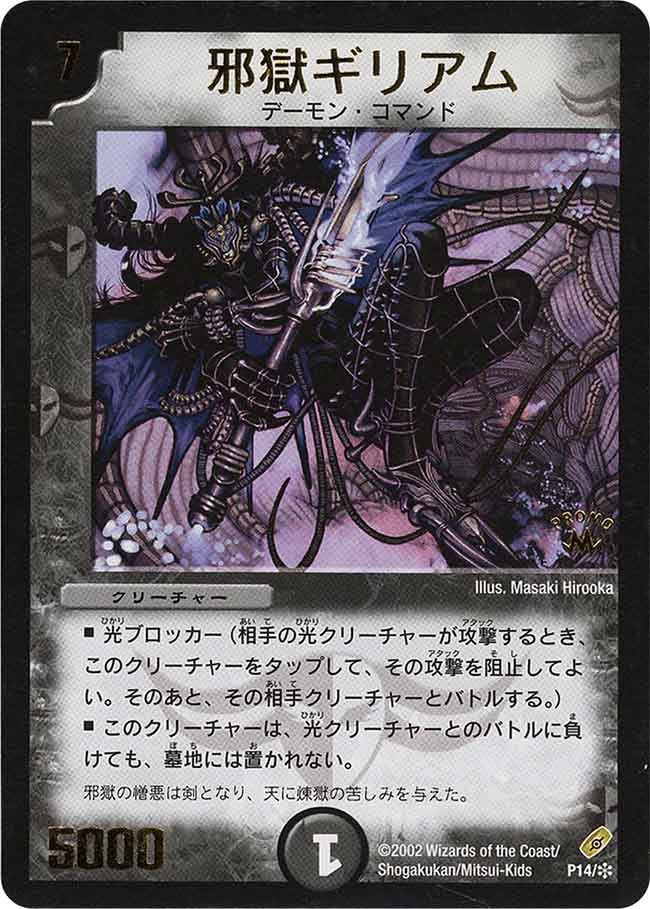 7
邪獄ギリアム
デーモン・コマンド
PROMO
Illus. Masaki Hirooka
クリーチャー
■ 光ブロッカー（相手の光クリーチャーが攻撃するとき、
このクリーチャーをタップして、その攻撃を阻止してよ
い。そのあと、その相手クリーチャーとバトルする。）
■ このクリーチャーは、光クリーチャーとのバトルに負
けても、墓地には置かれない。
邪獄の憎悪は剣となり、天に煉獄の苦しみを与えた。
5000
1
©2002 Wizards of the Coast/
Shogakukan/Mitsui-Kids
P14/✻